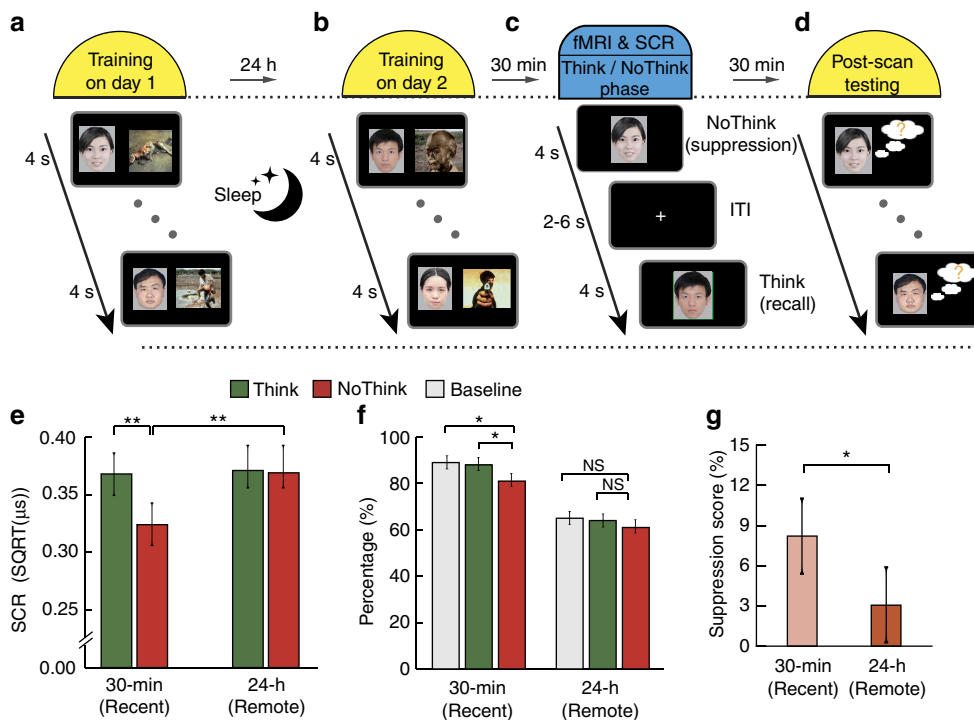 a
b
c
d
Training
on day 1
24 h
Training
on day 2
30 min
fMRI & SCR
Think / NoThink
phase
30 min
Post-scan
testing
4 s
Sleep
4 s
4 s
4 s
4 s
NoThink
(suppression)
2-6 s
+
ITI
4 s
Think
(recall)
?
?
Think
NoThink
Baseline
e
SCR (SQRT(µs))
0.40
0.35
0.30
0.25
0.00
**
**
30-min
(Recent)
24-h
(Remote)
f
Percentage (%)
100
80
60
40
20
0
*
*
NS
NS
30-min
(Recent)
24-h
(Remote)
g
Suppression score (%)
15
12
9
6
3
0
*
30-min
(Recent)
24-h
(Remote)